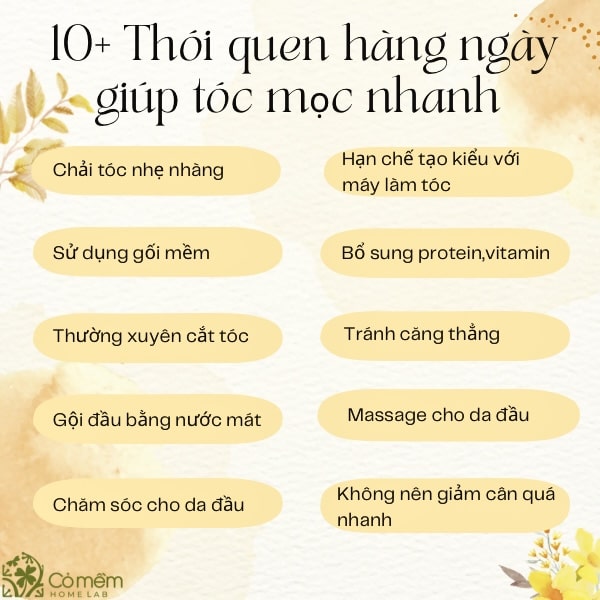 10+ Thói quen hàng ngày
giúp tóc mọc nhanh
Chải tóc nhẹ nhàng
Sử dụng gối mềm
Thường xuyên cắt tóc
Gội đầu bằng nước mát
Chăm sóc cho da đầu
Hạn chế tạo kiểu với
máy làm tóc
Bổ sung protein,vitamin
Tránh căng thẳng
Massage cho da đầu
Không nên giảm cân quá
nhanh
Cỏ mềm
HOME LAB